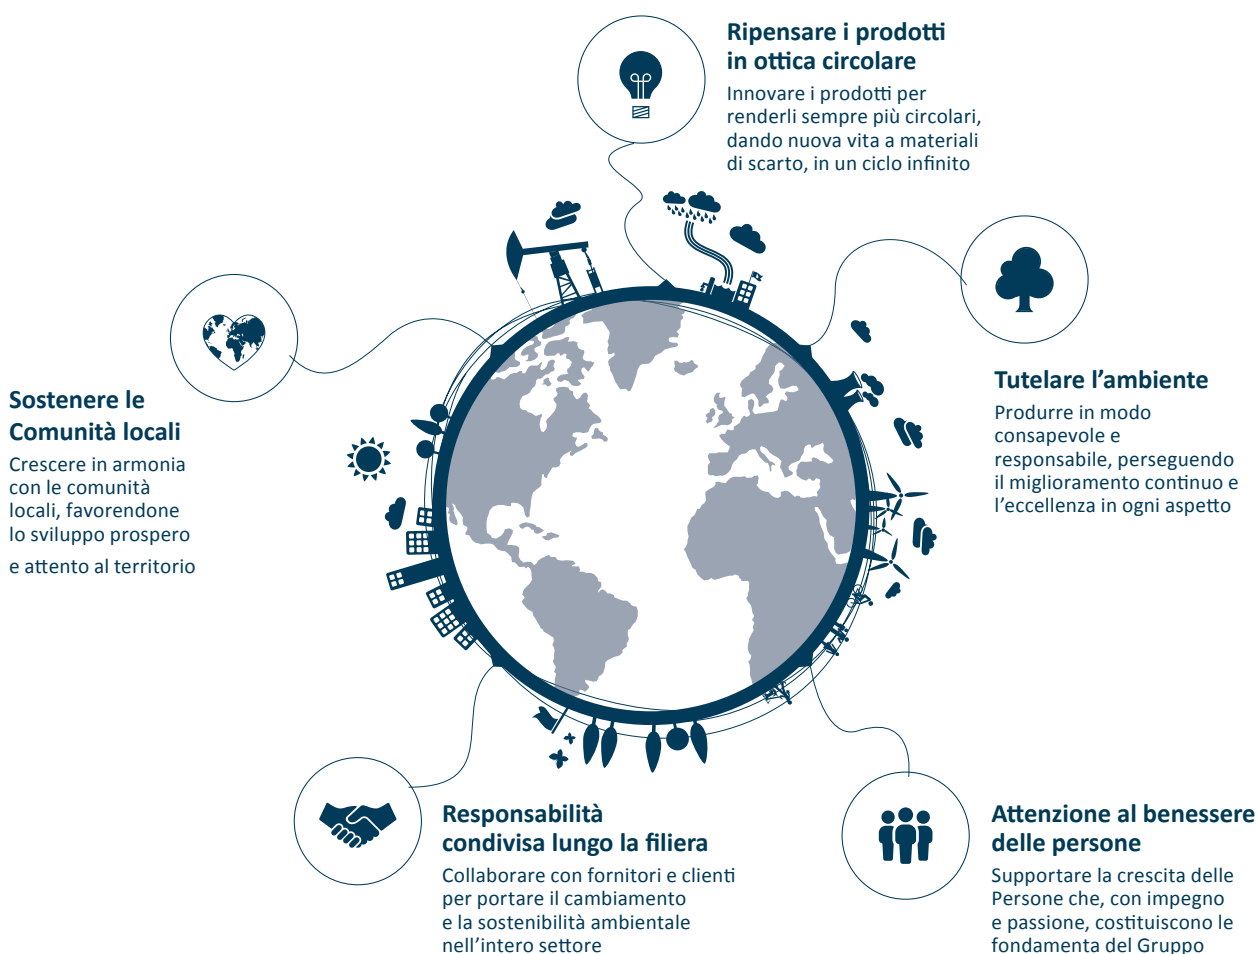 Ripensare i prodotti
in ottica circolare
Innovare i prodotti per
renderli sempre più circolari,
dando nuova vita a materiali
di scarto, in un ciclo infinito
Tutelare l’ambiente
Produrre in modo
consapevole e
responsabile, perseguendo
il miglioramento continuo e
l’eccellenza in ogni aspetto
Sostenere le
Comunità locali
Crescere in armonia
con le comunità
locali, favorendone
lo sviluppo prospero
e attento al territorio
Responsabilità
condivisa lungo la filiera
Collaborare con fornitori e clienti
per portare il cambiamento
e la sostenibilità ambientale
nell’intero settore
Attenzione al benessere
delle persone
Supportare la crescita delle
Persone che, con impegno
e passione, costituiscono le
fondamenta del Gruppo